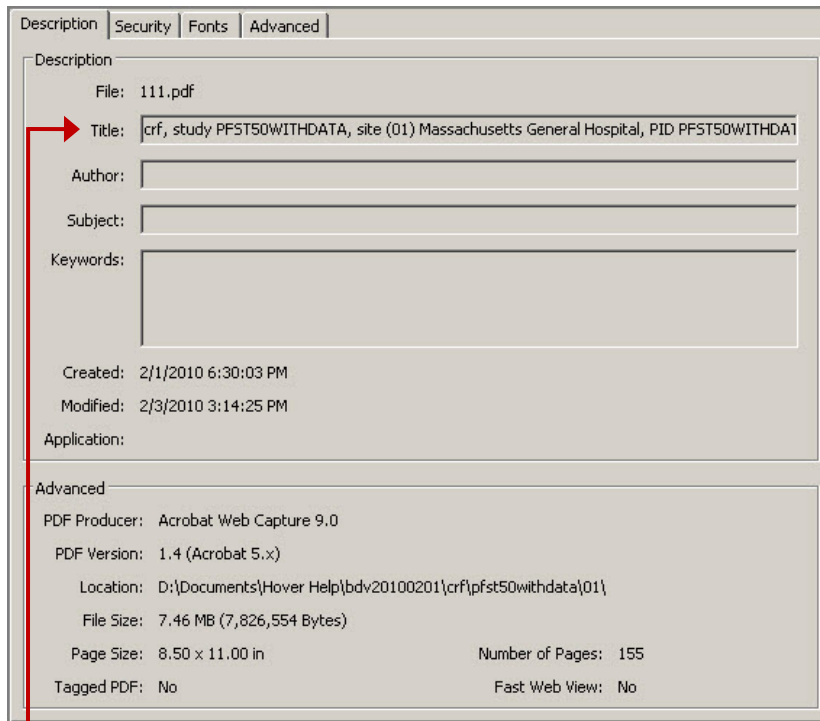 Description Security Fonts Advanced
Description
File: 111.pdf
Title: crf, study PFST50WITHDATA, site (01) Massachusetts General Hospital, PID PFST50WITHDAT
Author:
Subject:
Keywords:
Created: 2/1/2010 6:30:03 PM
Modified: 2/3/2010 3:14:25 PM
Application:
Advanced
PDF Producer: Acrobat Web Capture 9.0
PDF Version: 1.4 (Acrobat 5.x)
Location: D:\Documents\Hover Help\bdv20100201\crf\pfst50withdata\01\
File Size: 7.46 MB (7,826,554 Bytes)
Page Size: 8.50 x 11.00 in Number of Pages: 155
Tagged PDF: No Fast Web View: No